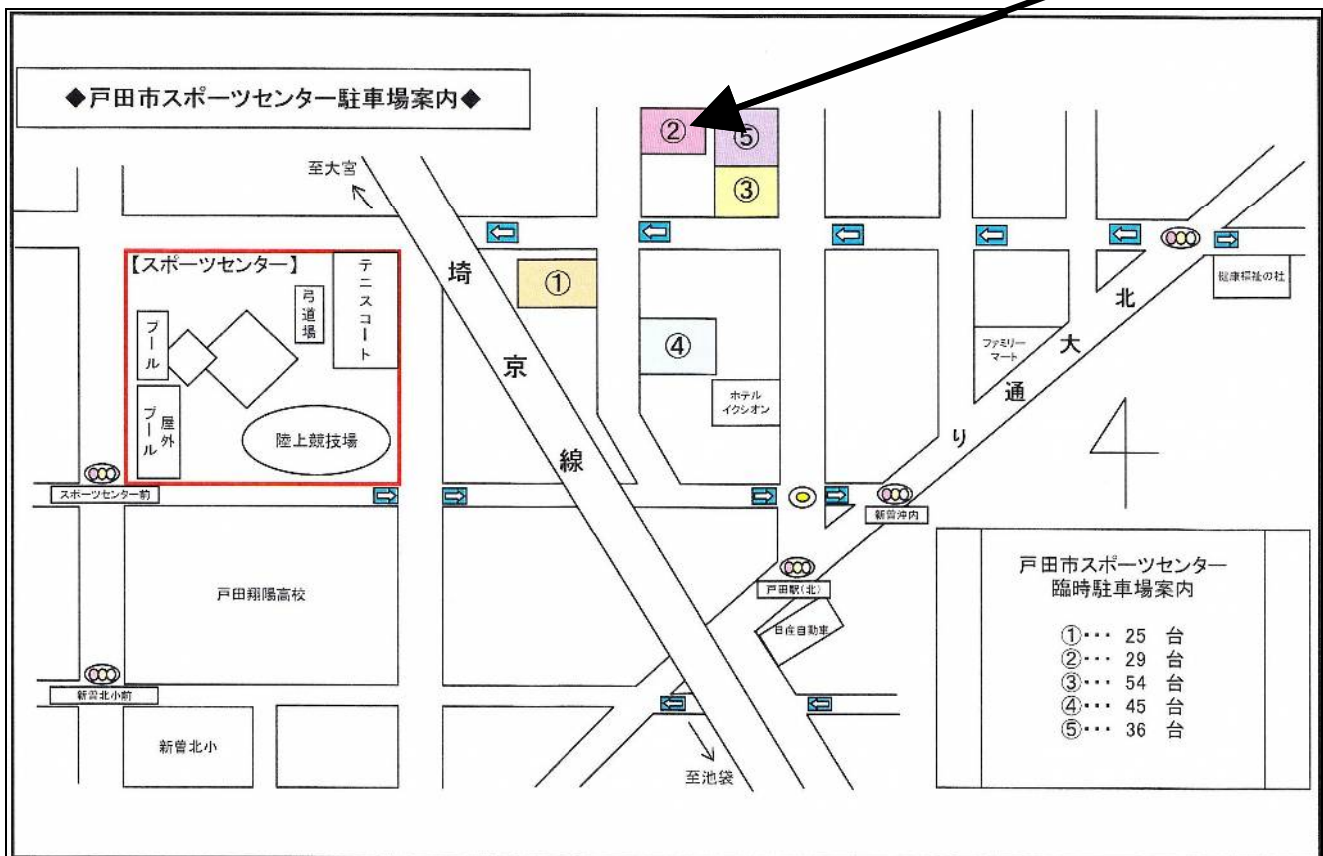 ◆戸田市スポーツセンター駐車場案内◆
②
⑤
③
至大宮
【スポーツセンター】
テニスコート
弓道場
プール
屋外プール
陸上競技場
埼京線
①
④
ホテル
イクシオン
ファミリー
マート
北大通り
健康福祉の杜
スポーツセンター前
新曽沖内
戸田駅(北)
日産自動車
戸田翔陽高校
新曽北小前
新曽北小
至池袋
戸田市スポーツセンター
臨時駐車場案内
①・・・ 25 台
②・・・ 29 台
③・・・ 54 台
④・・・ 45 台
⑤・・・ 36 台